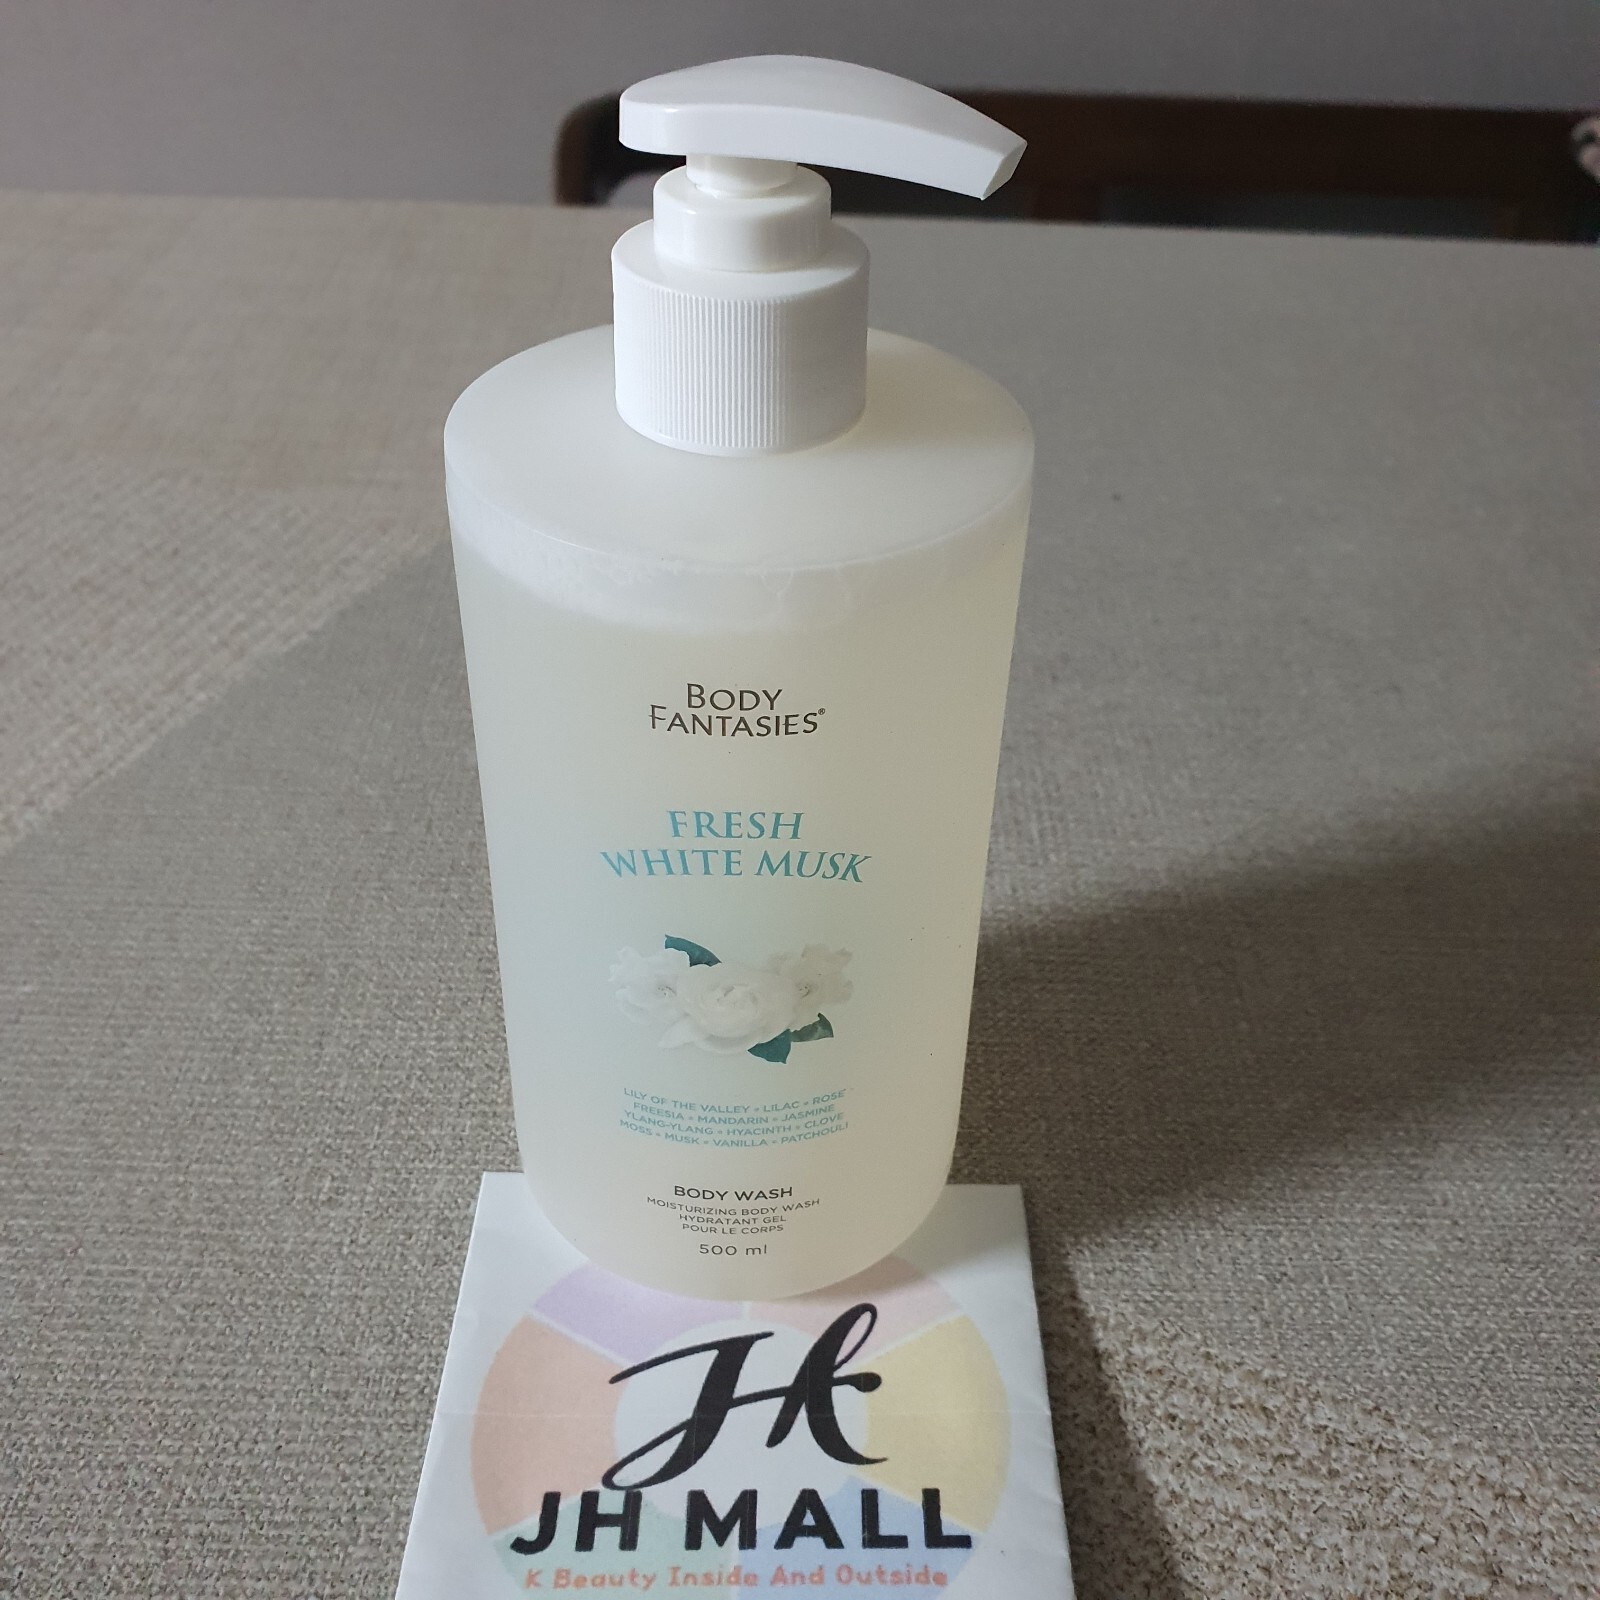 BODY
FANTASIES®
FRESH
WHITE MUSK
LILY OF THE VALLEY • LILAC • ROSE
FREESIA • MANDARIN • JASMINE
YLANG-YLANG • HYACINTH • CLOVE
MOSS • MUSK • VANILLA • PATCHOULI
BODY WASH
MOISTURIZING BODY WASH
HYDRATANT GEL
POUR LE CORPS
500 ml
JH
JH MALL
K Beauty Inside And Outside